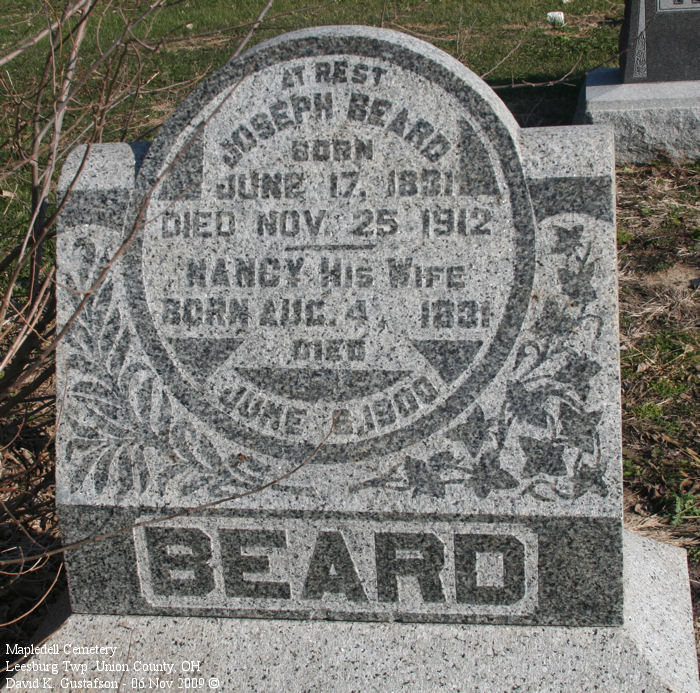 AT REST
JOSEPH BEARD
BORN
JUNE 17, 1831
DIED NOV. 25 1912
NANCY HIS WIFE
BORN AUG. 4, 1831
DIED
JUNE 6, 1900
BEARD
Mapledell Cemetery
Leesburg Twp. Union County, OH
David K. Gustafson - 06 Nov 2009 ©